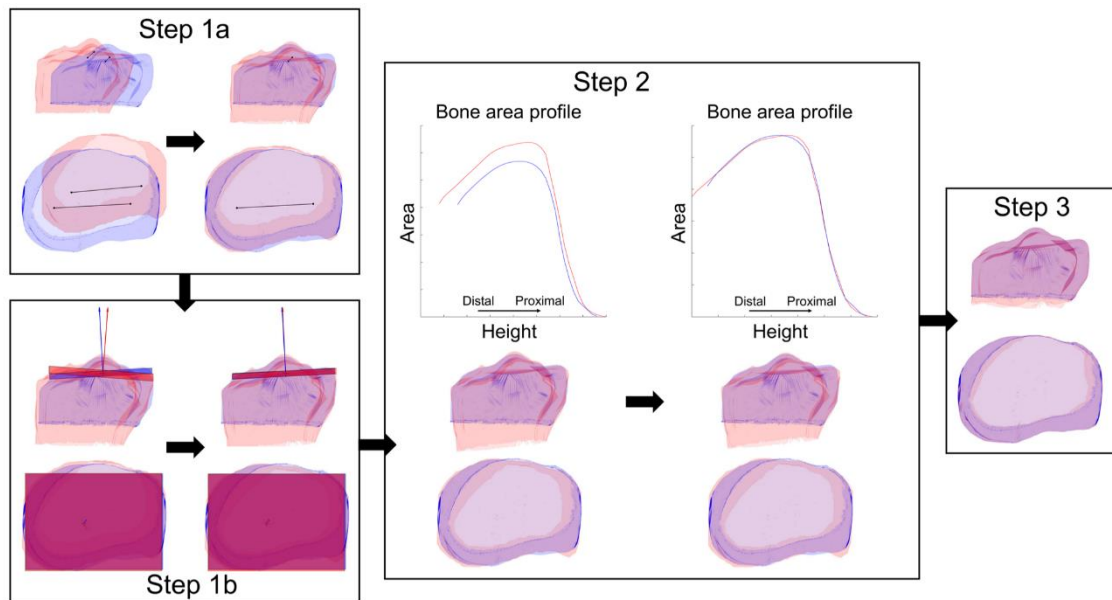 Step 1a
Step 1b
Step 2
Bone area profile
Area
Distal
Proximal
Height
Bone area profile
Area
Distal
Proximal
Height
Step 3